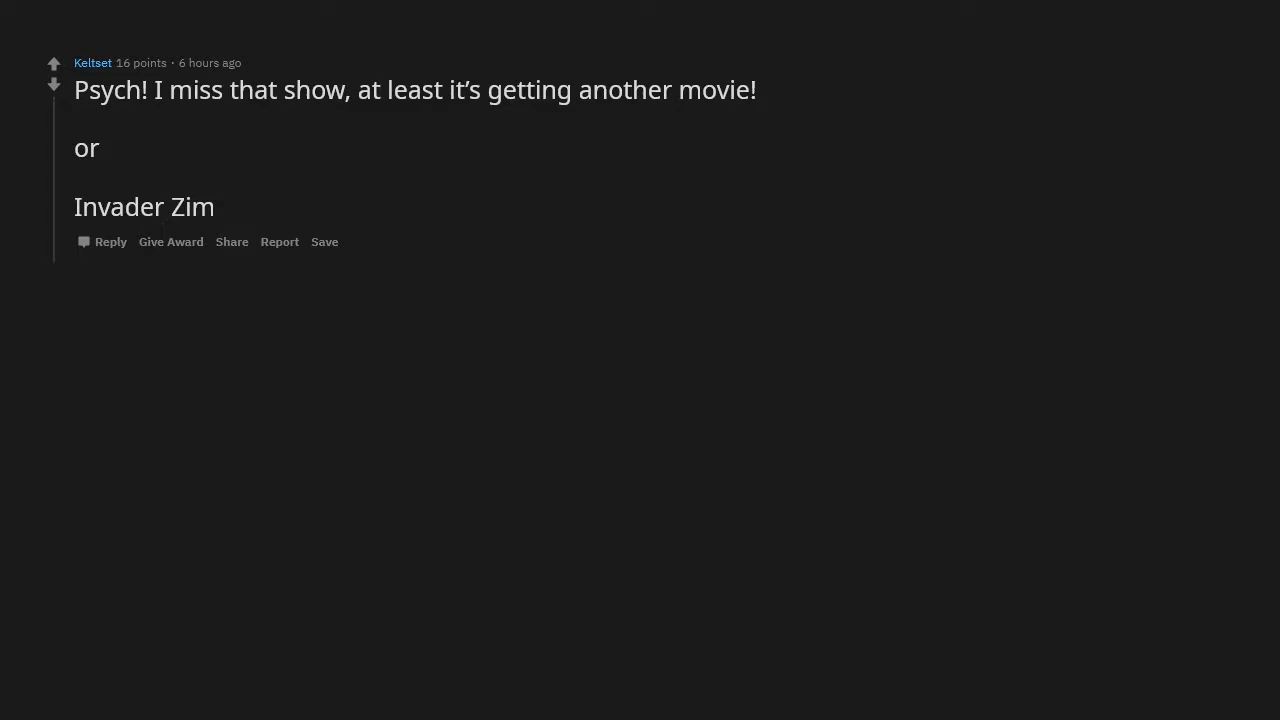 Keltset 16 points · 6 hours ago
Psych! I miss that show, at least it’s getting another movie!
or
Invader Zim
Reply Give Award Share Report Save